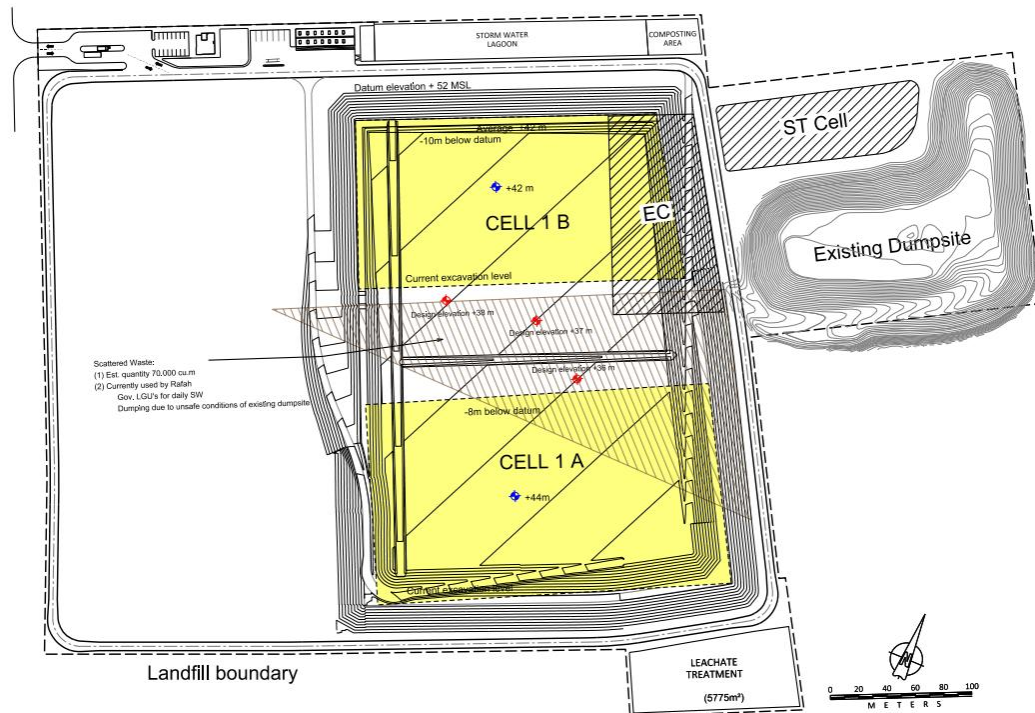 STORM WATER
LAGOON
COMPOSTING
AREA
Datum elevation + 52 MSL
Average +42 m
-10m below datum
ST Cell
+42 m
EC
CELL 1 B
Existing Dumpsite
Current excavation level
Design elevation +38 m
Design elevation +37 m
Scattered Waste:
(1) Est. quantity 70.000 cu.m
(2) Currently used by Rafah
Gov. LGU's for daily SW
Dumping due to unsafe conditions of existing dumpsite
Design elevation +36 m
-8m below datum
CELL 1 A
+44m
Current excavation level
Landfill boundary
LEACHATE
TREATMENT
(5775m²)
N
0 20 40 60 80 100
M E T E R S